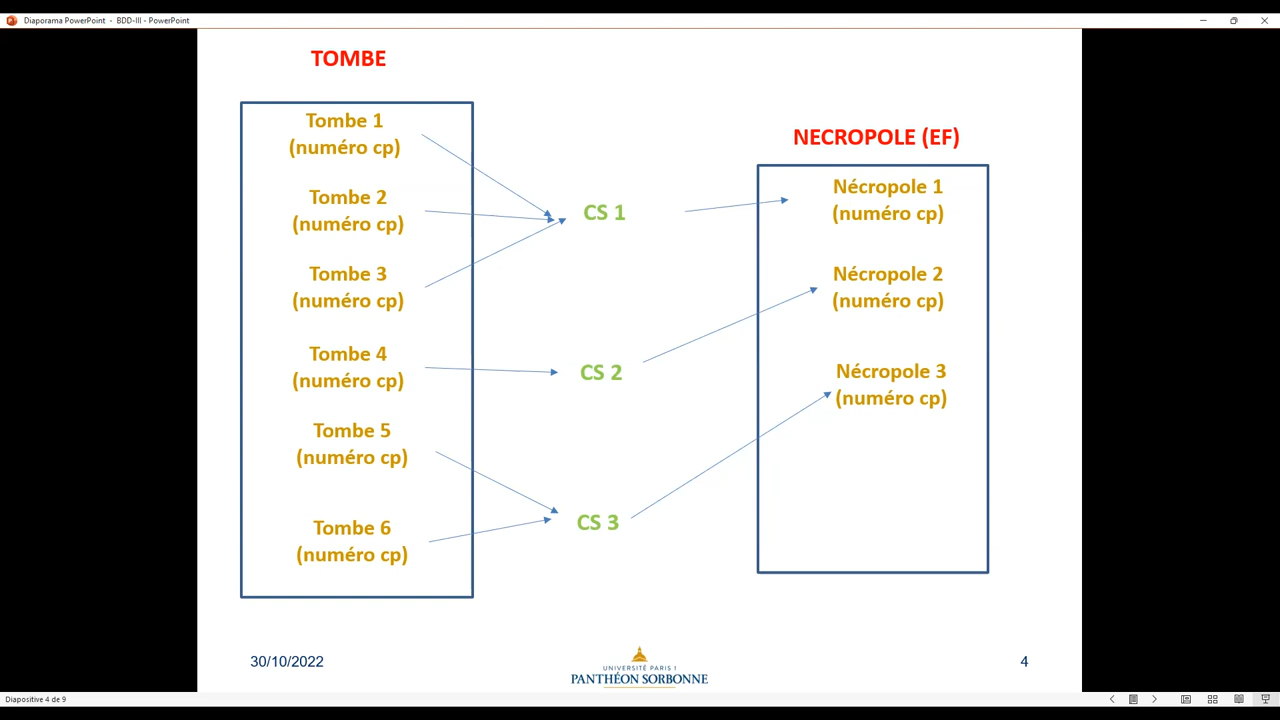 Diaporama PowerPoint - BDD-III - PowerPoint
TOMBE
Tombe 1
(numéro cp)
Tombe 2
(numéro cp)
Tombe 3
(numéro cp)
Tombe 4
(numéro cp)
Tombe 5
(numéro cp)
Tombe 6
(numéro cp)
CS 1
CS 2
CS 3
NECROPOLE (EF)
Nécropole 1
(numéro cp)
Nécropole 2
(numéro cp)
Nécropole 3
(numéro cp)
30/10/2022
UNIVERSITÉ PARIS 1
PANTHÉON SORBONNE
4
Diapositive 4 de 9